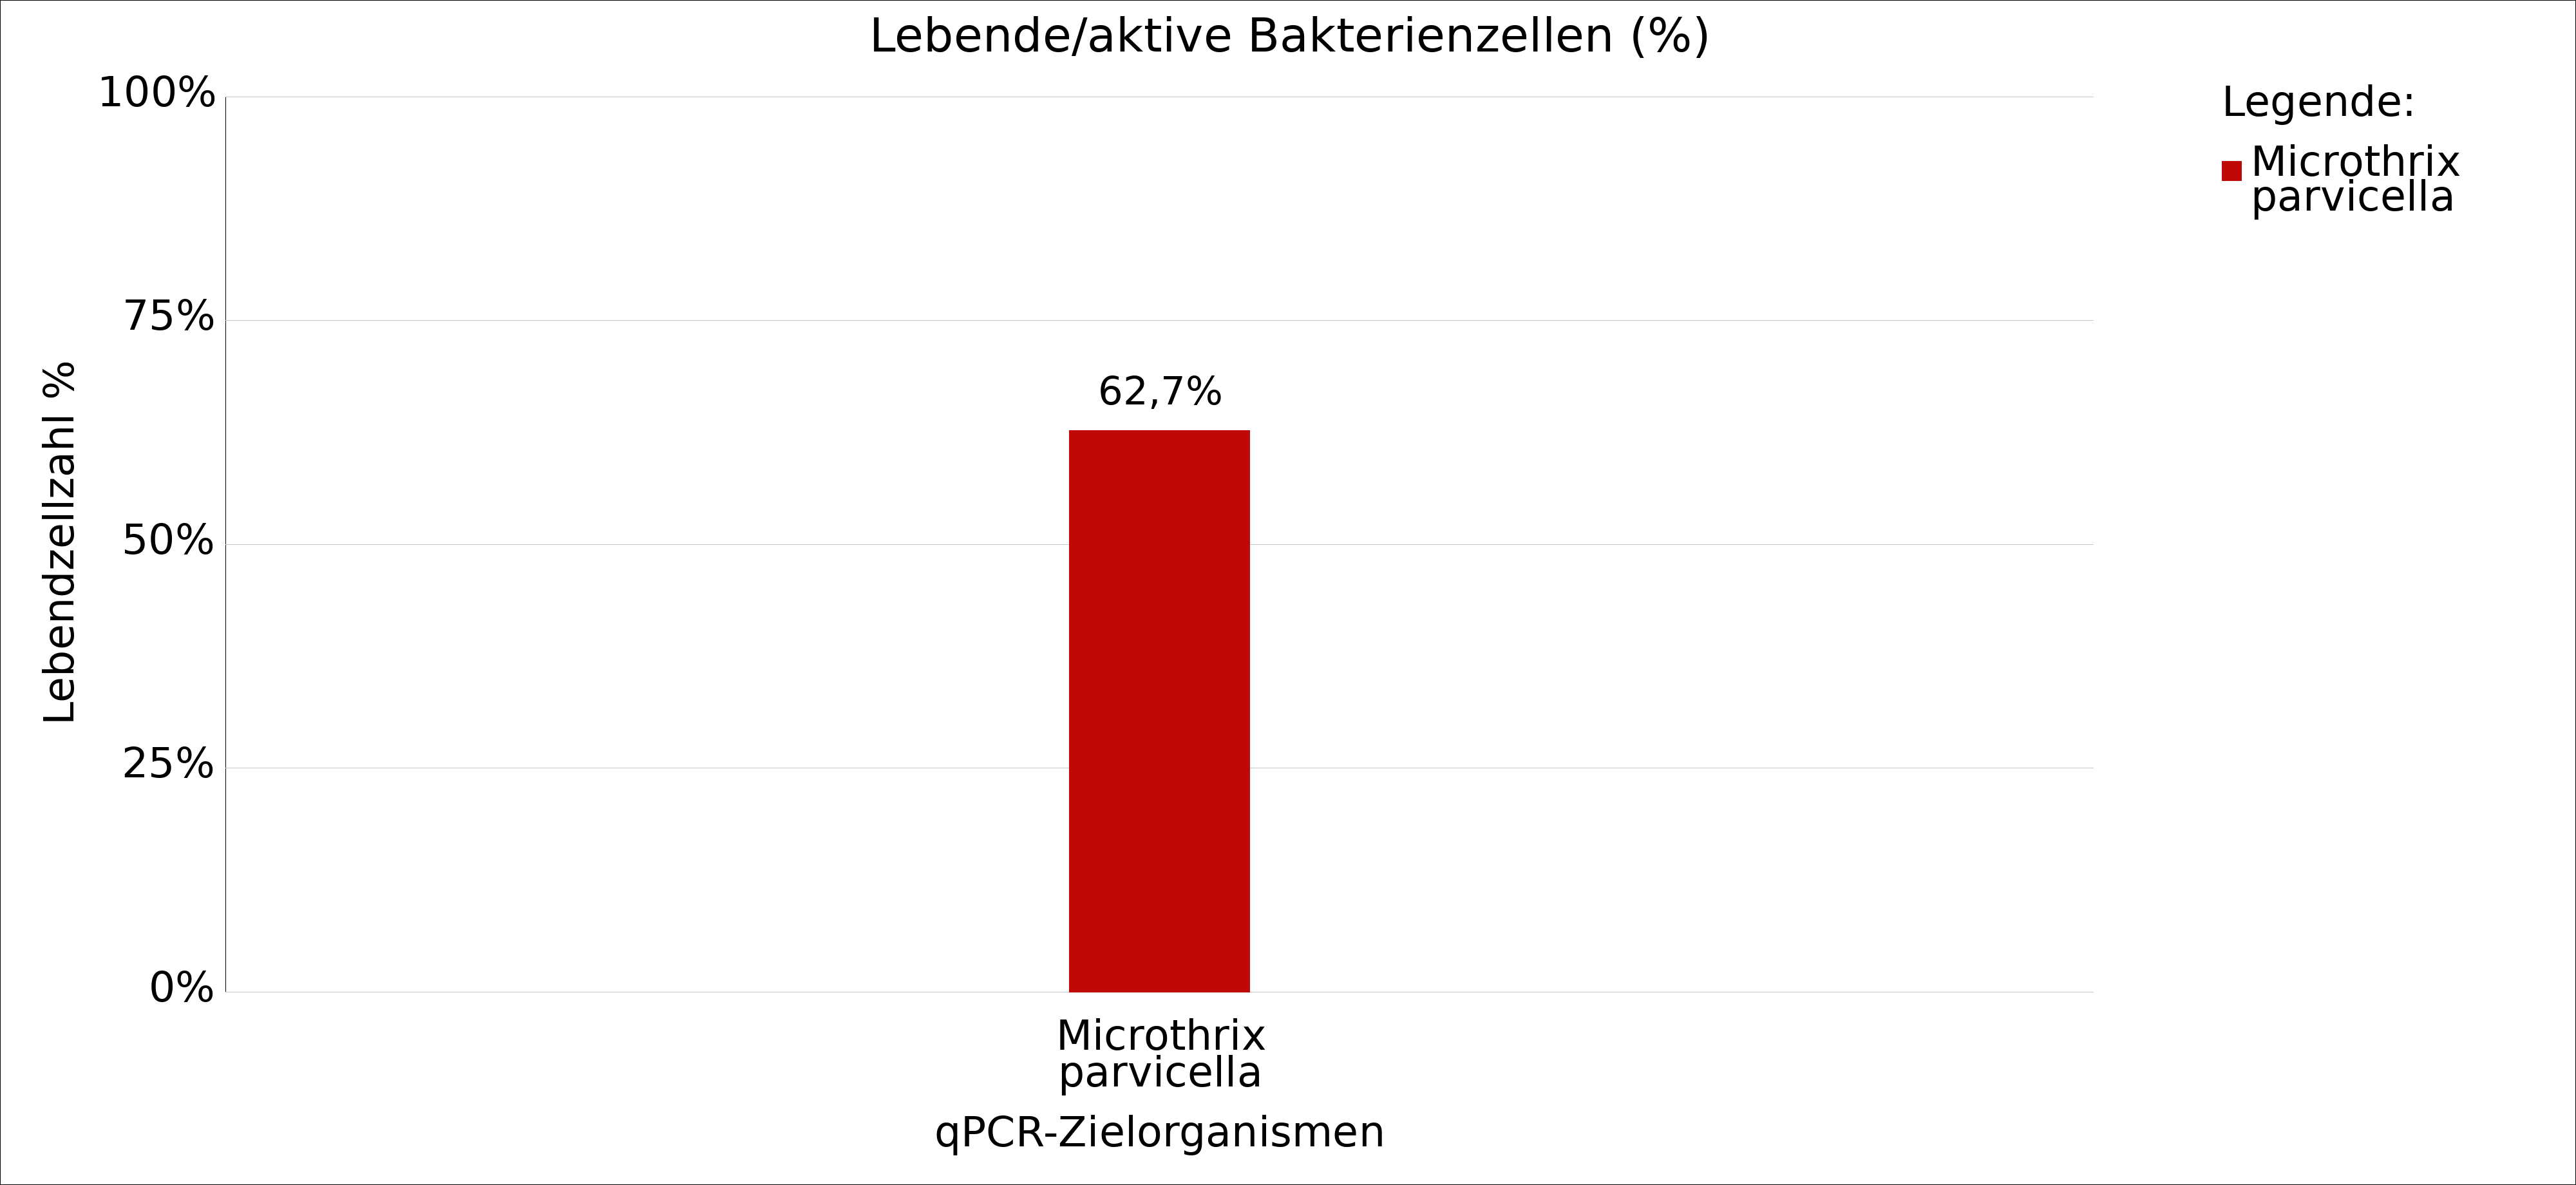 Lebende/aktive Bakterienzellen (%)
100%
75%
50%
25%
0%
Lebendzellzahl %
62,7%
Microthrix
parvicella
qPCR-Zielorganismen
Legende:
Microthrix
parvicella